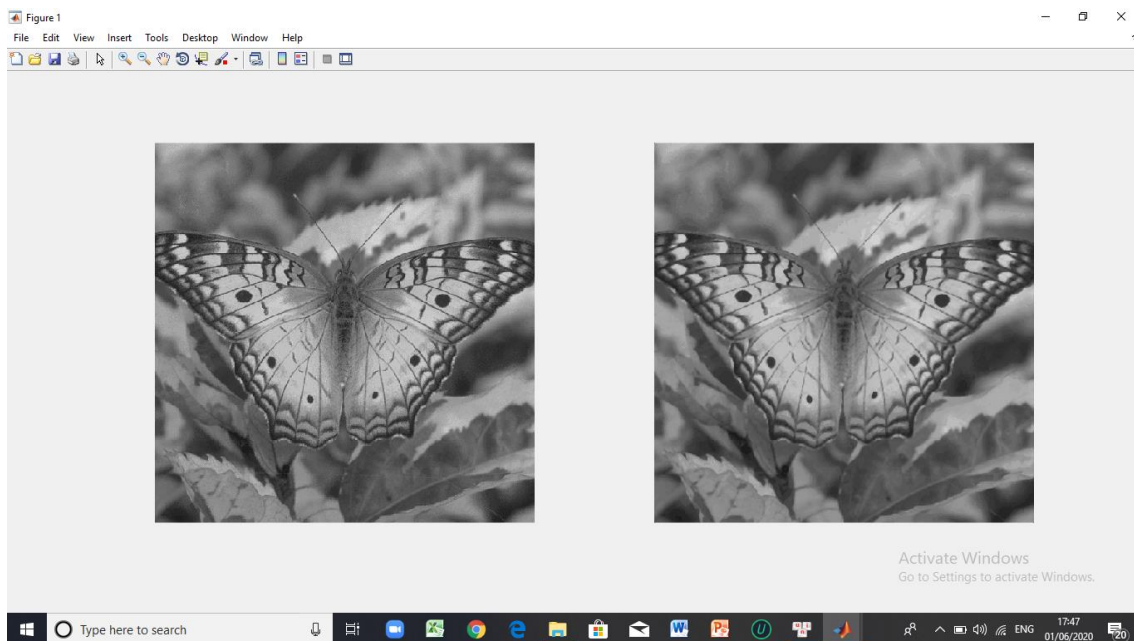 Figure 1
File Edit View Insert Tools Desktop Window Help
Activate Windows
Go to Settings to activate Windows.
Type here to search
ENG
17:47
01/06/2020
20